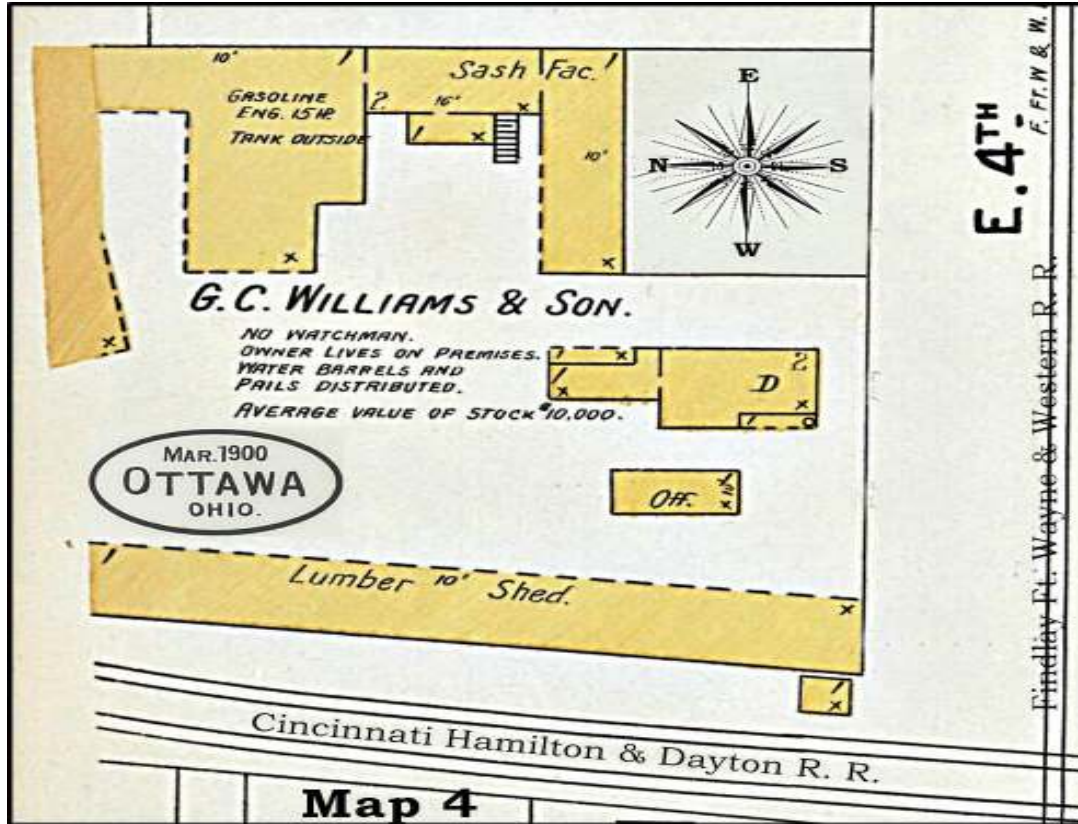 10'
1
Sash Fac. 1
GASOLINE
ENG. 15 HP.
TANK OUTSIDE
2
16'
x
1 x
10'
x
x
E
N S
W
E. 4TH
F. FT. W & W.
G. C. WILLIAMS & SON.
NO WATCHMAN.
OWNER LIVES ON PREMISES.
WATER BARRELS AND
PAILS DISTRIBUTED.
AVERAGE VALUE OF STOCK $10,000.
x
1 x
1
x
D 2
x
1
Off. 1
10'
x
MAR. 1900
OTTAWA
OHIO.
1
Lumber 10' Shed.
x
1
x
Cincinnati Hamilton & Dayton R. R.
Findlay Ft. Wayne & Western R. R.
Map 4